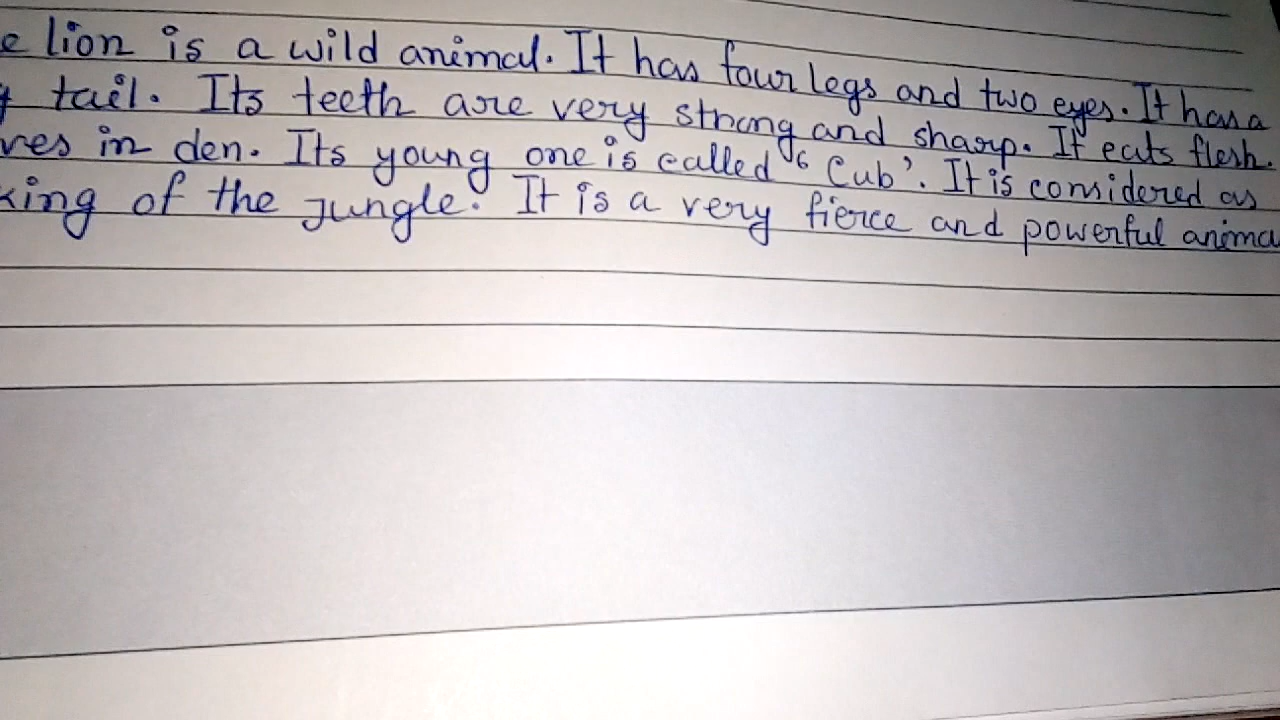 e lion is a wild animal. It has four legs and two eyes. It has a
tail. Its teeth are very strong and sharp. It eats flesh.
ves in den. Its young one is called ‘Cub’. It is considered as
king of the jungle. It is a very fierce and powerful anima